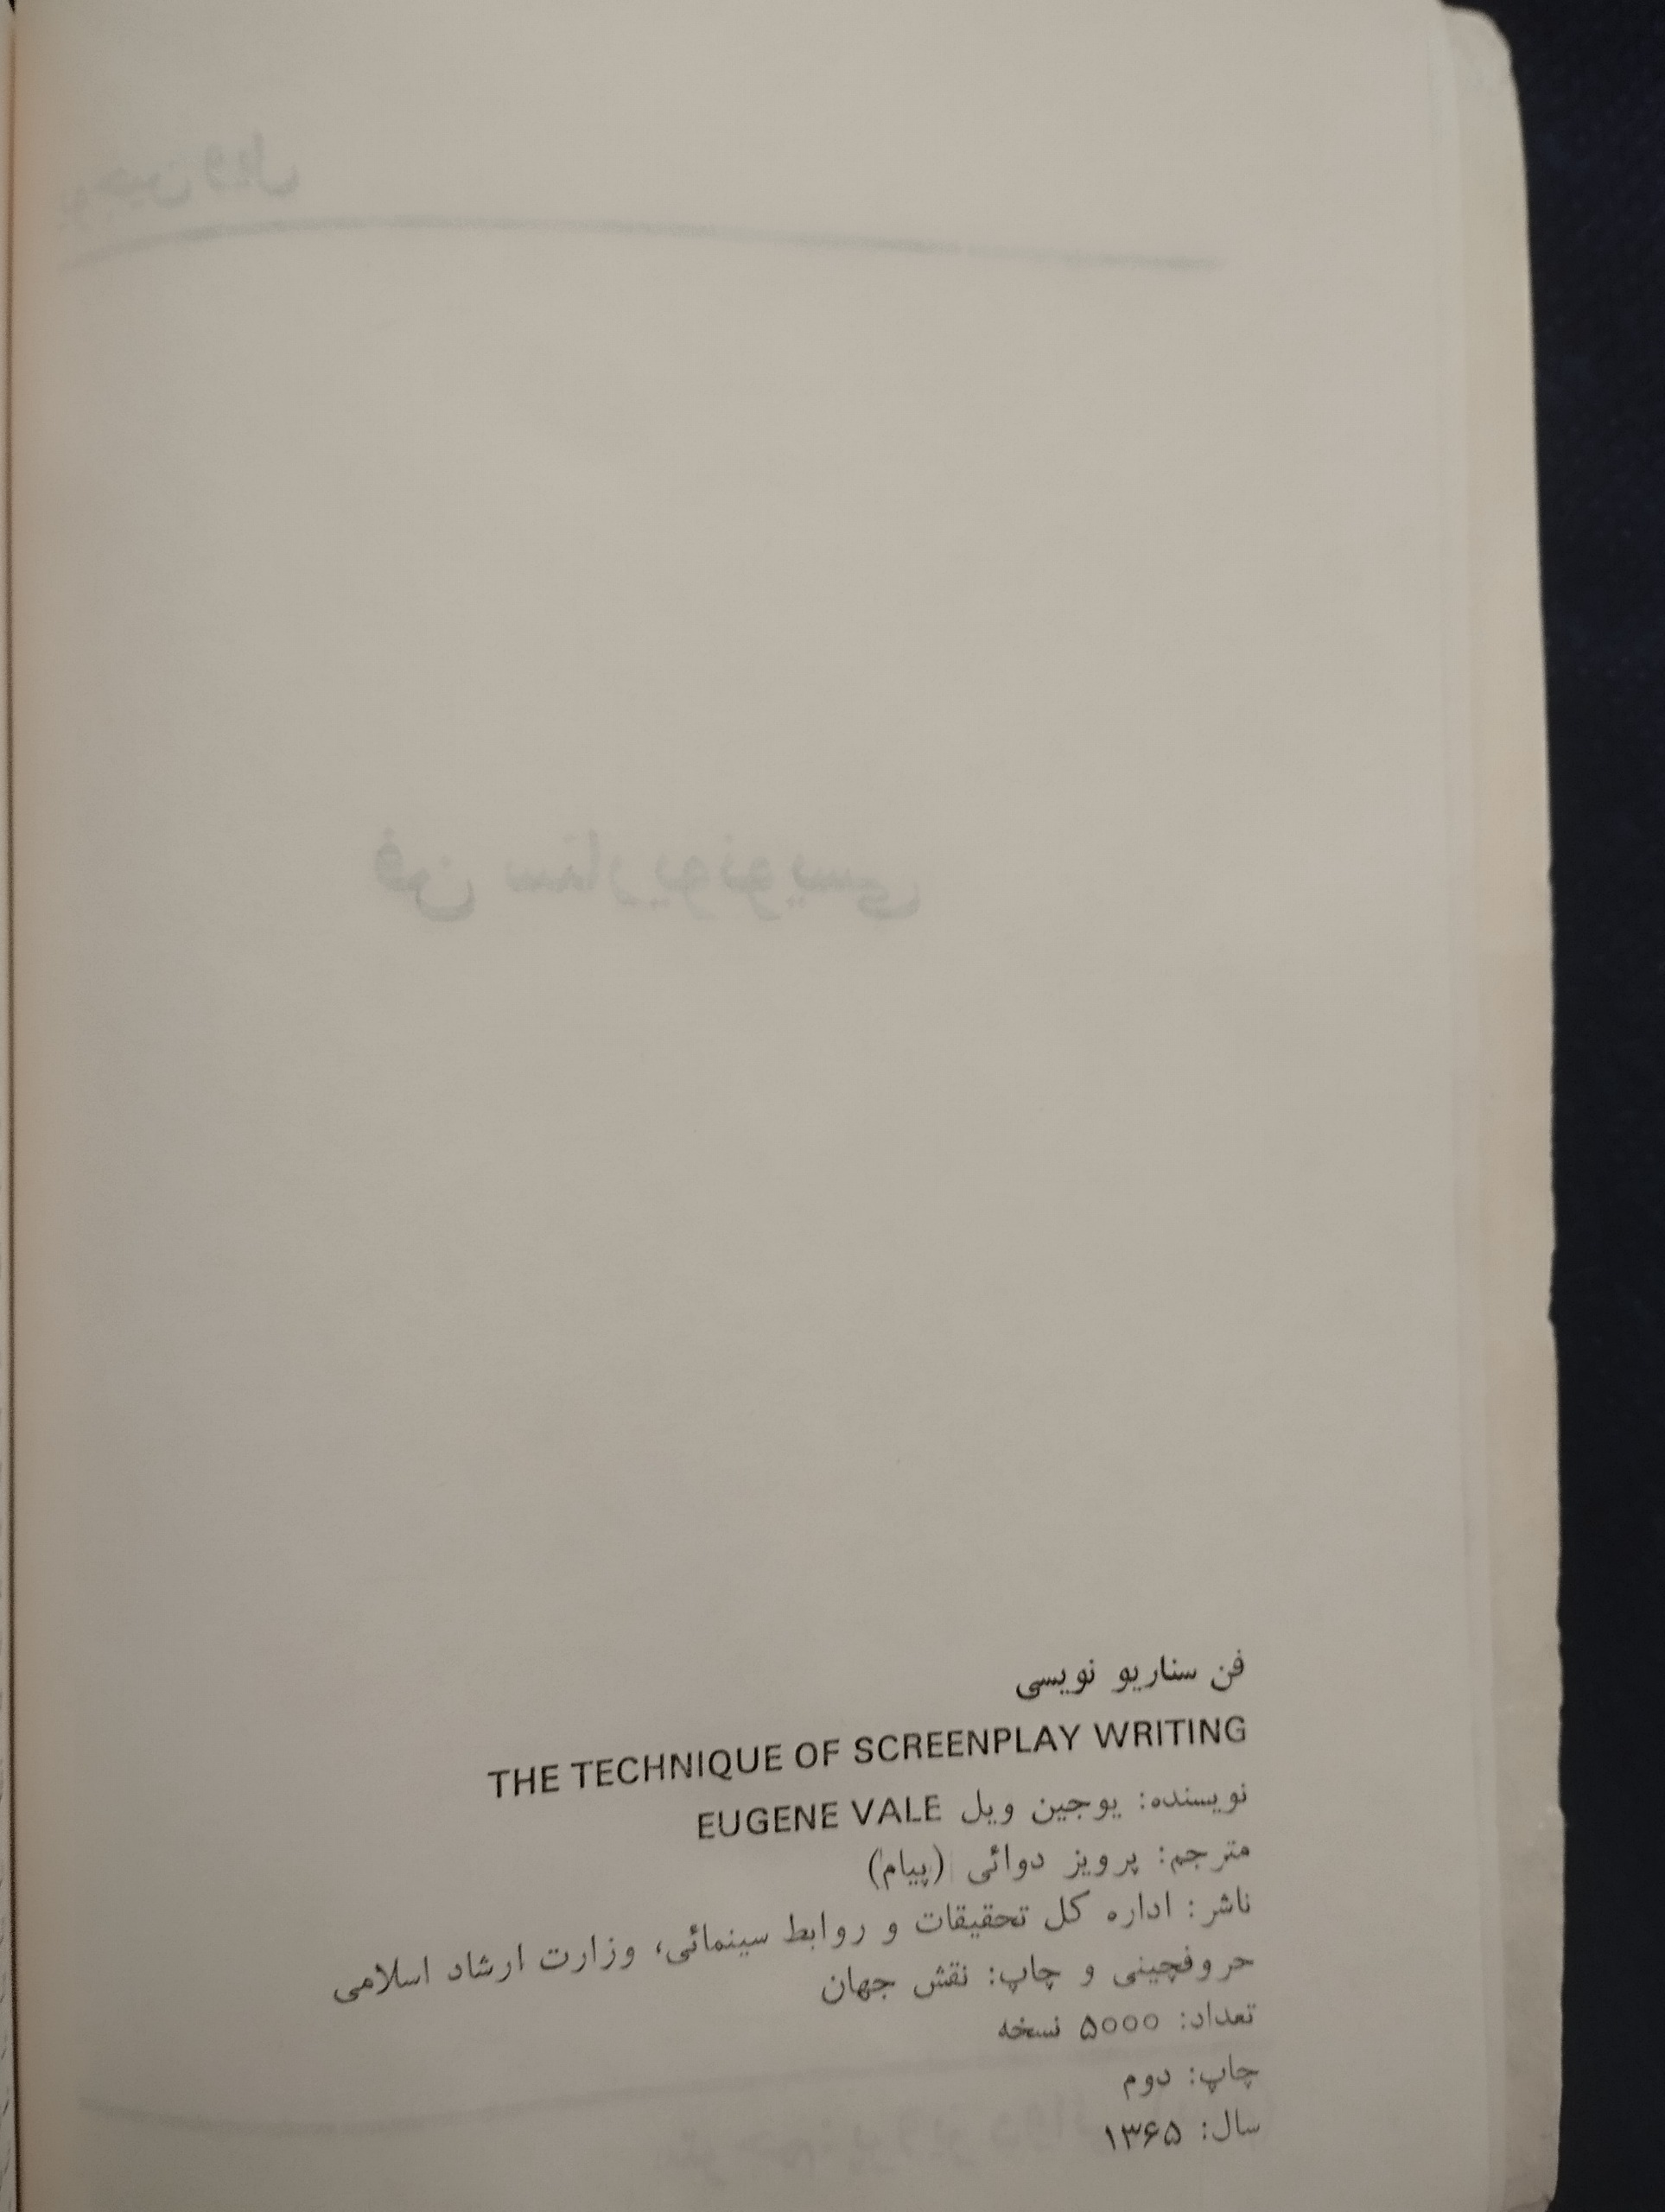 فن سناریو نویسی
THE TECHNIQUE OF SCREENPLAY WRITING
نویسنده: یوجین ویل EUGENE VALE
مترجم: پرویز دوائی (پیام)
ناشر: اداره کل تحقیقات و روابط سینمائی، وزارت ارشاد اسلامی
حروفچینی و چاپ: نقش جهان
تعداد: ۵۰۰۰ نسخه
چاپ: دوم
سال: ۱۳۶۵